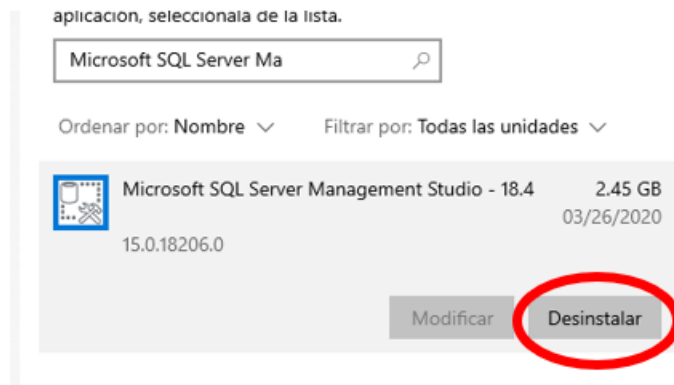 aplicación, selecciónala de la lista.
Microsoft SQL Server Ma
Ordenar por: Nombre Filtrar por: Todas las unidades
Microsoft SQL Server Management Studio - 18.4 2.45 GB
03/26/2020
15.0.18206.0
Modificar Desinstalar